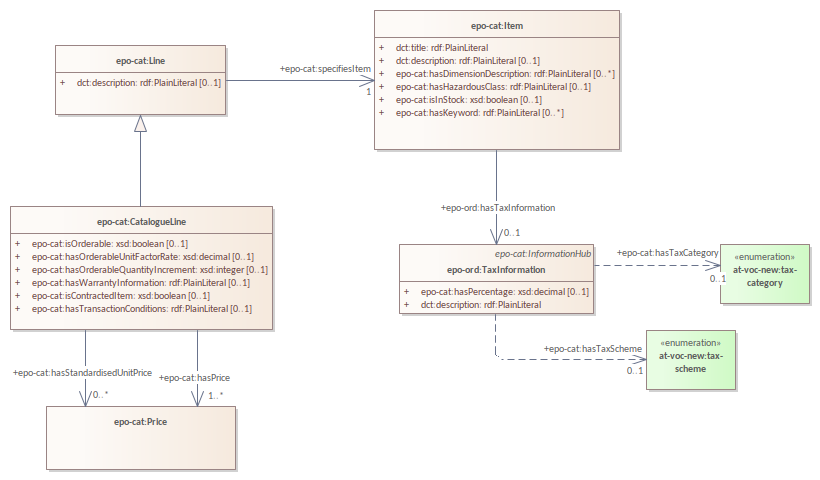 epo-cat:Line
+ dct:description: rdf:PlainLiteral [0..1]
+epo-cat:specifiesItem
1
epo-cat:Item
+ dct:title: rdf:PlainLiteral
+ dct:description: rdf:PlainLiteral [0..1]
+ epo-cat:hasDimensionDescription: rdf:PlainLiteral [0..*]
+ epo-cat:hasHazardousClass: rdf:PlainLiteral [0..1]
+ epo-cat:isInStock: xsd:boolean [0..1]
+ epo-cat:hasKeyword: rdf:PlainLiteral [0..*]
+epo-ord:hasTaxInformation
0..1
epo-cat:CatalogueLine
+ epo-cat:isOrderable: xsd:boolean [0..1]
+ epo-cat:hasOrderableUnitFactorRate: xsd:decimal [0..1]
+ epo-cat:hasOrderableQuantityIncrement: xsd:integer [0..1]
+ epo-cat:hasWarrantyInformation: rdf:PlainLiteral [0..1]
+ epo-cat:isContractedItem: xsd:boolean [0..1]
+ epo-cat:hasTransactionConditions: rdf:PlainLiteral [0..1]
epo-cat:InformationHub
epo-ord:TaxInformation
+ epo-cat:hasPercentage: xsd:decimal [0..1]
+ dct:description: rdf:PlainLiteral
+epo-cat:hasTaxCategory
0..1
«enumeration»
at-voc-new:tax-
category
+epo-cat:hasTaxScheme
0..1
«enumeration»
at-voc-new:tax-
scheme
+epo-cat:hasStandardisedUnitPrice
0..*
+epo-cat:hasPrice
1..*
epo-cat:Price